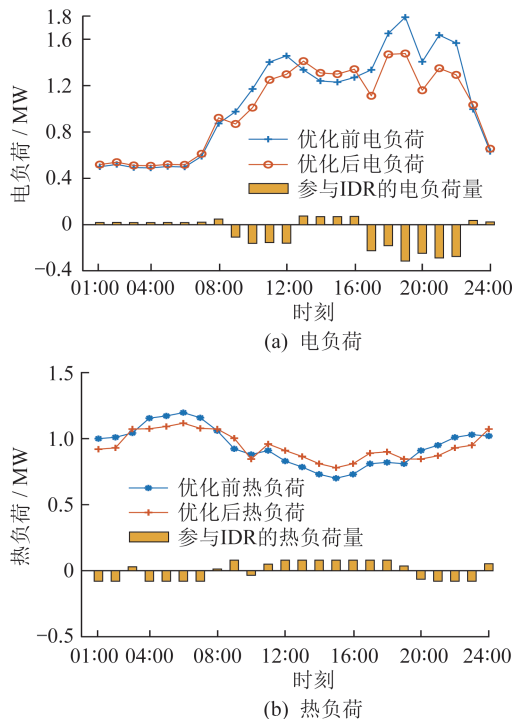 1.8
1.6
1.2
0.8
0.4
0
−0.4
电负荷 / MW
优化前电负荷
优化后电负荷
参与IDR的电负荷量
01:00 04:00 08:00 12:00 16:00 20:00 24:00
时刻
(a) 电负荷
1.5
1.0
0.5
0
−0.5
热负荷 / MW
优化前热负荷
优化后热负荷
参与IDR的热负荷量
01:00 04:00 08:00 12:00 16:00 20:00 24:00
时刻
(b) 热负荷